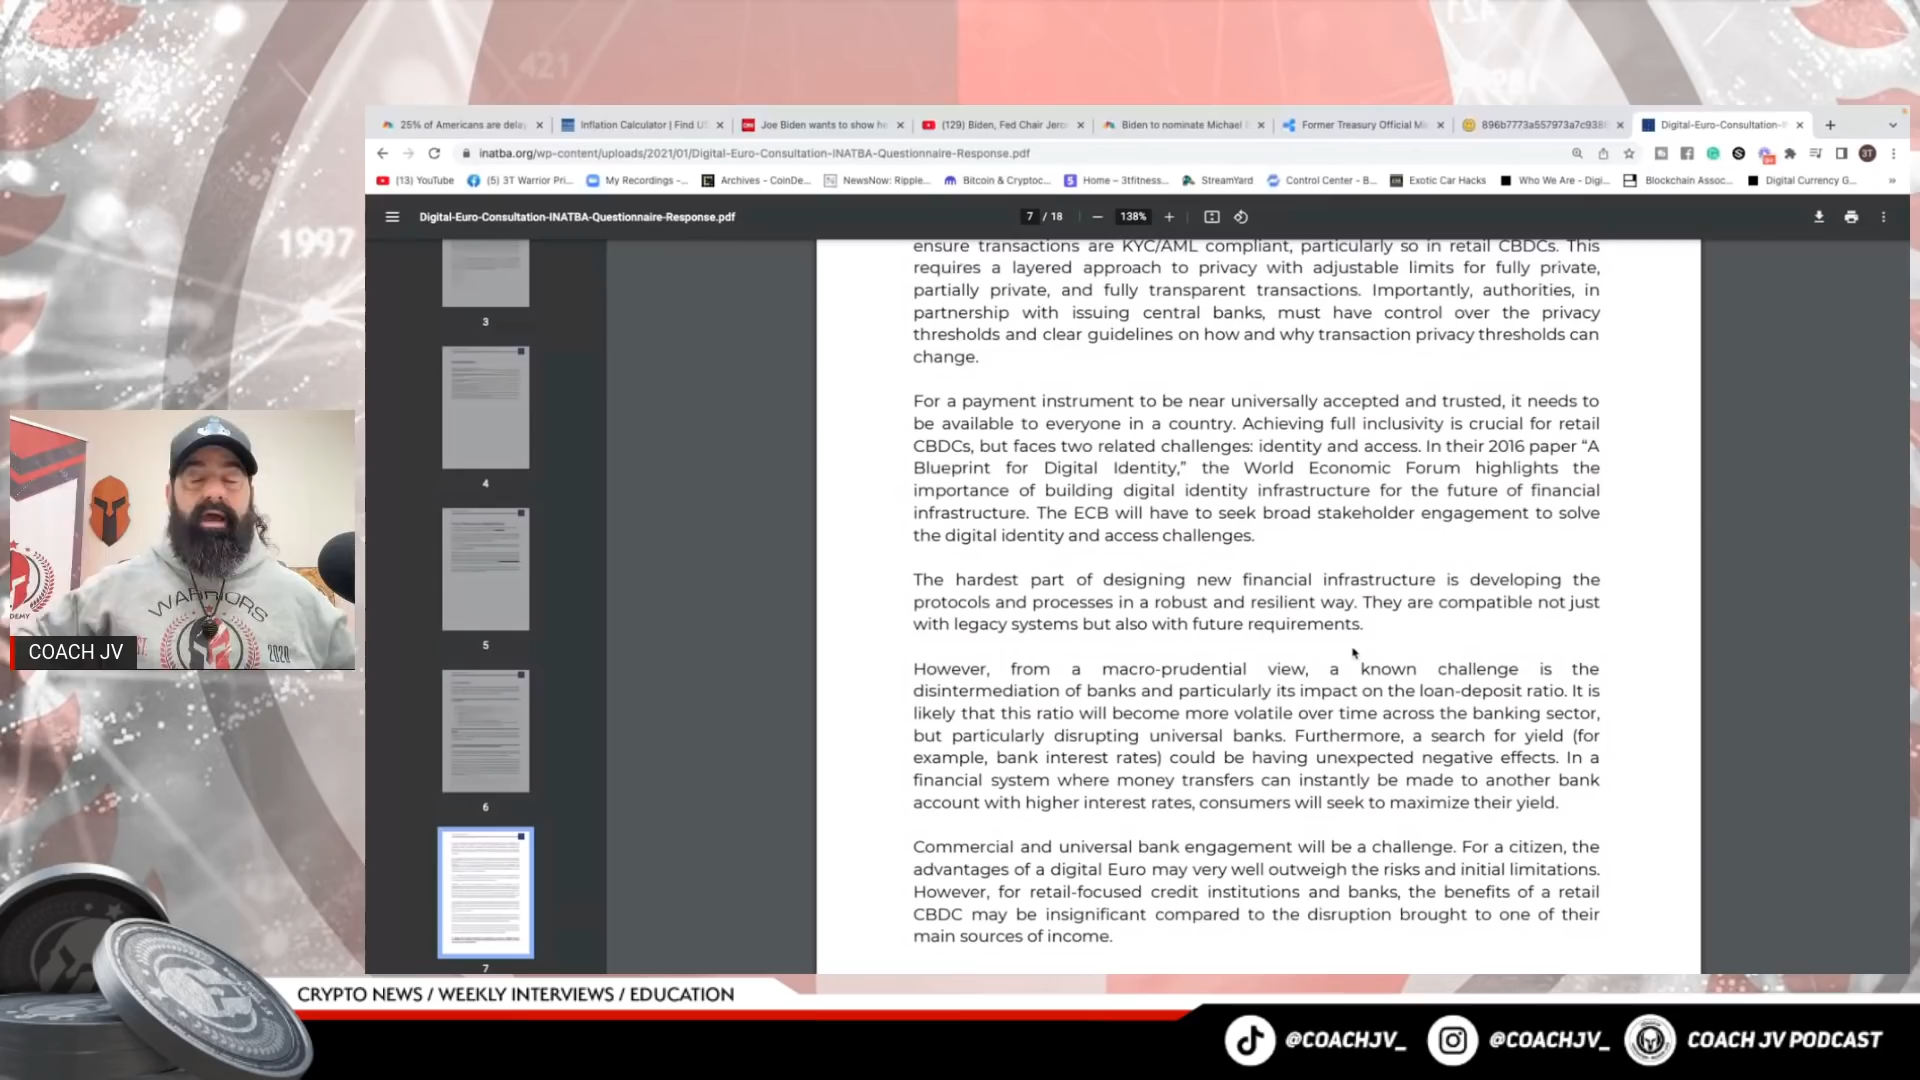 421
1997
25% of Americans are dela
Inflation Calculator | Find U
Joe Biden wants to show he
(129) Biden, Fed Chair Jero
Biden to nominate Michael
Former Treasury Official Mi
896b7773a557973a7c938
Digital-Euro-Consultation-I
inatba.org/wp-content/uploads/2021/01/Digital-Euro-Consultation-INATBA-Questionnaire-Response.pdf
(13) YouTube
(5) 3T Warrior Pri...
My Recordings -...
Archives - CoinDe...
NewsNow: Ripple...
Bitcoin & Cryptoc...
Home – 3tfitness...
StreamYard
Control Center - B...
Exotic Car Hacks
Who We Are - Digi...
Blockchain Assoc...
Digital Currency G...
Digital-Euro-Consultation-INATBA-Questionnaire-Response.pdf
7 / 18
138%
3
4
5
6
7
ensure transactions are KYC/AML compliant, particularly so in retail CBDCs. This
requires a layered approach to privacy with adjustable limits for fully private,
partially private, and fully transparent transactions. Importantly, authorities, in
partnership with issuing central banks, must have control over the privacy
thresholds and clear guidelines on how and why transaction privacy thresholds can
change.
For a payment instrument to be near universally accepted and trusted, it needs to
be available to everyone in a country. Achieving full inclusivity is crucial for retail
CBDCs, but faces two related challenges: identity and access. In their 2016 paper “A
Blueprint for Digital Identity,” the World Economic Forum highlights the
importance of building digital identity infrastructure for the future of financial
infrastructure. The ECB will have to seek broad stakeholder engagement to solve
the digital identity and access challenges.
The hardest part of designing new financial infrastructure is developing the
protocols and processes in a robust and resilient way. They are compatible not just
with legacy systems but also with future requirements.
However, from a macro-prudential view, a known challenge is the
disintermediation of banks and particularly its impact on the loan-deposit ratio. It is
likely that this ratio will become more volatile over time across the banking sector,
but particularly disrupting universal banks. Furthermore, a search for yield (for
example, bank interest rates) could be having unexpected negative effects. In a
financial system where money transfers can instantly be made to another bank
account with higher interest rates, consumers will seek to maximize their yield.
Commercial and universal bank engagement will be a challenge. For a citizen, the
advantages of a digital Euro may very well outweigh the risks and initial limitations.
However, for retail-focused credit institutions and banks, the benefits of a retail
CBDC may be insignificant compared to the disruption brought to one of their
main sources of income.
WARRIORS
EST. 2020
COACH JV
CRYPTO NEWS / WEEKLY INTERVIEWS / EDUCATION
@COACHJV_
@COACHJV_
COACH JV PODCAST